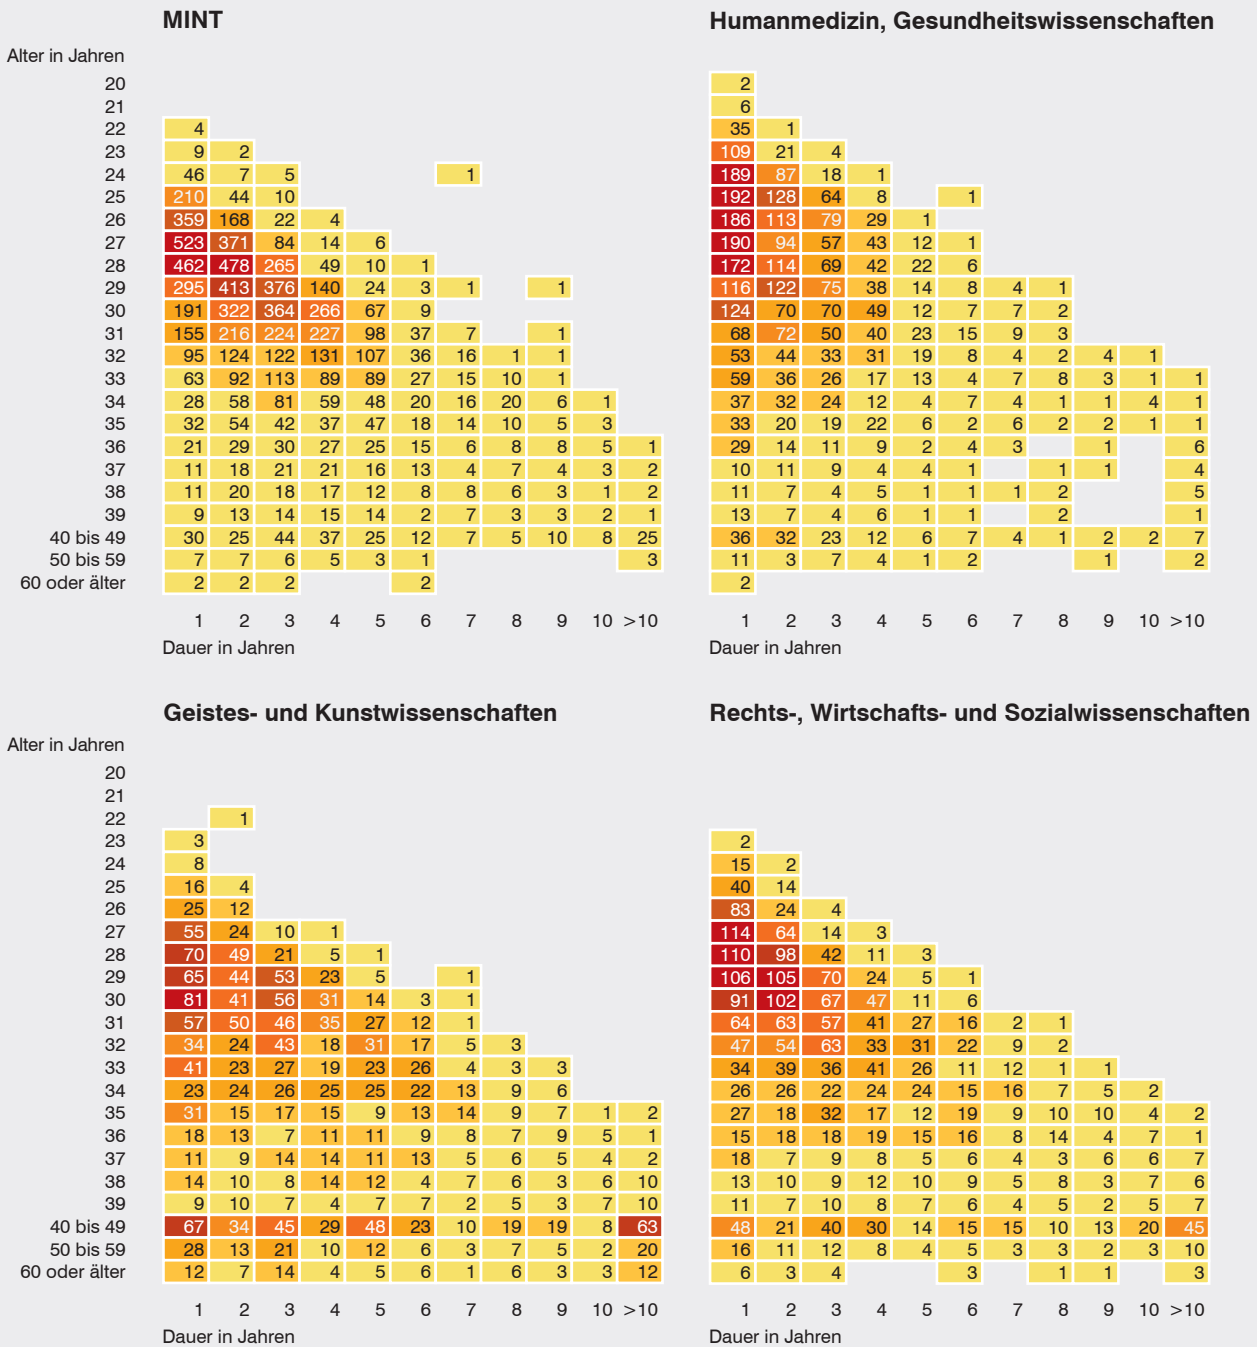 MINT
Alter in Jahren
20
21
22 4
23 9 2
24 46 7 5 1
25 210 44 10
26 359 168 22 4
27 523 371 84 14 6
28 462 478 265 49 10 1
29 295 413 376 140 24 3 1 1
30 191 322 364 266 67 9
31 155 216 224 227 98 37 7 1
32 95 124 122 131 107 36 16 1 1
33 63 92 113 89 89 27 15 10 1
34 28 58 81 59 48 20 16 20 6 1
35 32 54 42 37 47 18 14 10 5 3
36 21 29 30 27 25 15 6 8 8 5 1
37 11 18 21 21 16 13 4 7 4 3 2
38 11 20 18 17 12 8 8 6 3 1 2
39 9 13 14 15 14 2 7 3 3 2 1
40 bis 49 30 25 44 37 25 12 7 5 10 8 25
50 bis 59 7 7 6 5 3 1 3
60 oder älter 2 2 2 2
1 2 3 4 5 6 7 8 9 10 >10
Dauer in Jahren
Humanmedizin, Gesundheitswissenschaften
2
6
35 1
109 21 4
189 87 18 1
192 128 64 8 1
186 113 79 29 1
190 94 57 43 12 1
172 114 69 42 22 6
116 122 75 38 14 8 4 1
124 70 70 49 12 7 7 2
68 72 50 40 23 15 9 3
53 44 33 31 19 8 4 2 4 1
59 36 26 17 13 4 7 8 3 1 1
37 32 24 12 4 7 4 1 1 4 1
33 20 19 22 6 2 6 2 2 1 1
29 14 11 9 2 4 3 1 6
10 11 9 4 4 1 1 1 4
11 7 4 5 1 1 1 2 5
13 7 4 6 1 1 2 1
36 32 23 12 6 7 4 1 2 2 7
11 3 7 4 1 2 1 2
2
1 2 3 4 5 6 7 8 9 10 >10
Dauer in Jahren
Geistes- und Kunstwissenschaften
Alter in Jahren
20
21
22 1
23 3
24 8
25 16 4
26 25 12
27 55 24 10 1
28 70 49 21 5 1
29 65 44 53 23 5 1
30 81 41 56 31 14 3 1
31 57 50 46 35 27 12 1
32 34 24 43 18 31 17 5 3
33 41 23 27 19 23 26 4 3 3
34 23 24 26 25 25 22 13 9 6
35 31 15 17 15 9 13 14 9 7 1 2
36 18 13 7 11 11 9 8 7 9 5 1
37 11 9 14 14 11 13 5 6 5 4 2
38 14 10 8 14 12 4 7 6 3 6 10
39 9 10 7 4 7 7 2 5 3 7 10
40 bis 49 67 34 45 29 48 23 10 19 19 8 63
50 bis 59 28 13 21 10 12 6 3 7 5 2 20
60 oder älter 12 7 14 4 5 6 1 6 3 3 12
1 2 3 4 5 6 7 8 9 10 >10
Dauer in Jahren
Rechts-, Wirtschafts- und Sozialwissenschaften
2
15 2
40 14
83 24 4
114 64 14 3
110 98 42 11 3
106 105 70 24 5 1
91 102 67 47 11 6
64 63 57 41 27 16 2 1
47 54 63 33 31 22 9 2
34 39 36 41 26 11 12 1 1
26 26 22 24 24 15 16 7 5 2
27 18 32 17 12 19 9 10 10 4 2
15 18 18 19 15 16 8 14 4 7 1
18 7 9 8 5 6 4 3 6 6 7
13 10 9 12 10 9 5 8 3 7 6
11 7 10 8 7 6 4 5 2 5 7
48 21 40 30 14 15 15 10 13 20 45
16 11 12 8 4 5 3 3 2 3 10
6 3 4 3 1 1 3
1 2 3 4 5 6 7 8 9 10 >10
Dauer in Jahren